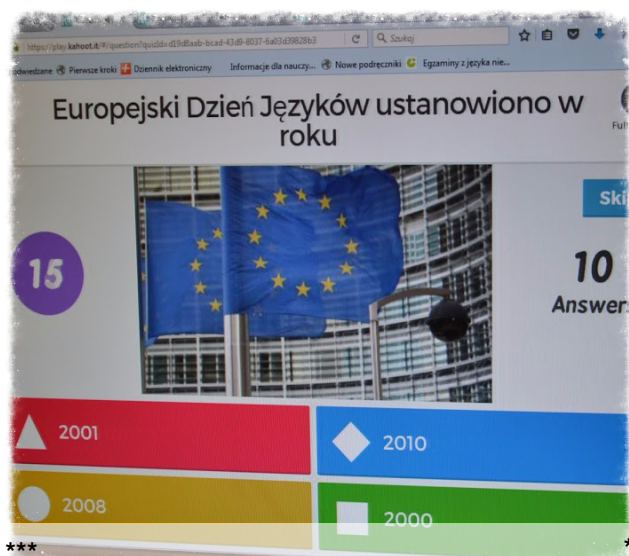 https://play.kahoot.it/#/question?quizId=d19d8aab-bcad-43d9-8037-6a03d39828b3
Szukaj
Pierwsze kroki Dziennik elektroniczny Informacje dla nauczy... Nowe podręczniki Egzaminy z języka nie...
Europejski Dzień Języków ustanowiono w
roku
15
Ski
10
Answer
2001
2010
2008
2000
***